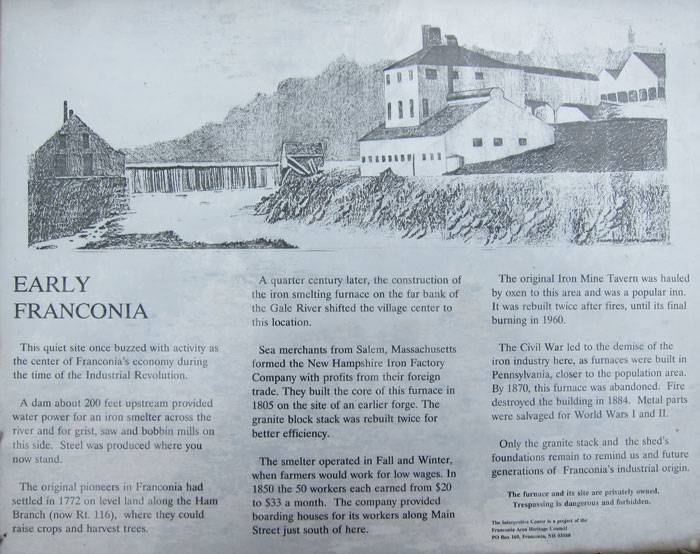 EARLY
FRANCONIA
This quiet site once buzzed with activity as
the center of Franconia's economy during
the time of the Industrial Revolution.
A dam about 200 feet upstream provided
water power for an iron smelter across the
river and for grist, saw and bobbin mills on
this side. Steel was produced where you
now stand.
The original pioneers in Franconia had
settled in 1772 on level land along the Ham
Branch (now Rt. 116), where they could
raise crops and harvest trees.
A quarter century later, the construction of
the iron smelting furnace on the far bank of
the Gale River shifted the village center to
this location.
Sea merchants from Salem, Massachusetts
formed the New Hampshire Iron Factory
Company with profits from their foreign
trade. They built the core of this furnace in
1805 on the site of an earlier forge. The
granite block stack was rebuilt twice for
better efficiency.
The smelter operated in Fall and Winter,
when farmers would work for low wages. In
1850 the 50 workers each earned from $20
to $33 a month. The company provided
boarding houses for its workers along Main
Street just south of here.
The original Iron Mine Tavern was hauled
by oxen to this area and was a popular inn.
It was rebuilt twice after fires, until its final
burning in 1960.
The Civil War led to the demise of the
iron industry here, as furnaces were built in
Pennsylvania, closer to the population area.
By 1870, this furnace was abandoned. Fire
destroyed the building in 1884. Metal parts
were salvaged for World Wars I and II.
Only the granite stack and the shed's
foundations remain to remind us and future
generations of Franconia's industrial origin.
The furnace and its site are privately owned.
Trespassing is dangerous and forbidden.
The Interpretive Center is a project of the
Franconia Area Heritage Council
PO Box 169, Franconia, NH 03580